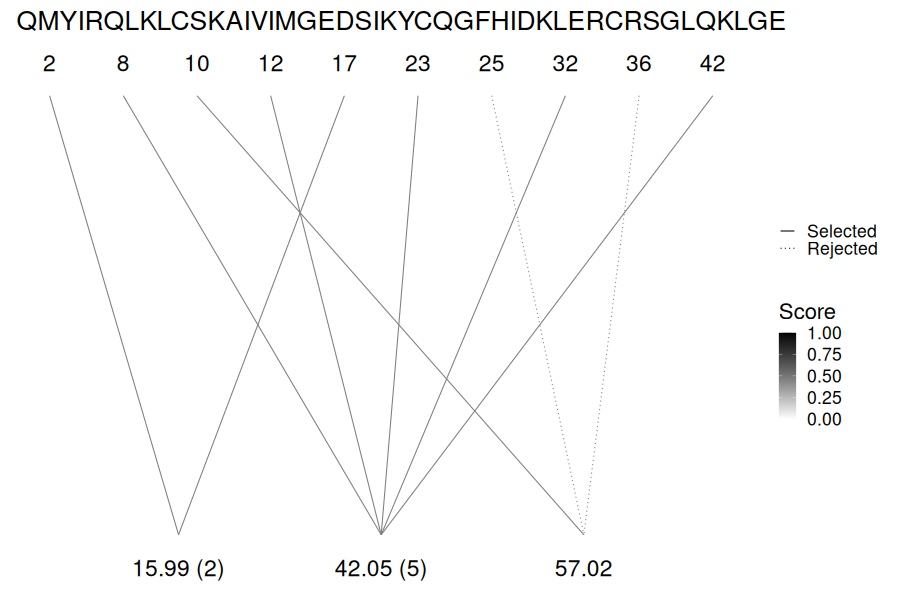 QMYIRQLKLCSKAIVIMGEDSIKYCQGFHIDKLERCRSGLQKLGE
2 8 10 12 17 23 25 32 36 42
Selected
Rejected
Score
1.00
0.75
0.50
0.25
0.00
15.99 (2) 42.05 (5) 57.02